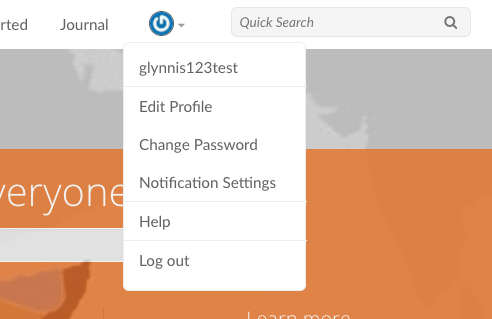 rted Journal Quick Search
glynnis123test
Edit Profile
Change Password
Notification Settings
veryone
Help
Log out
Learn more